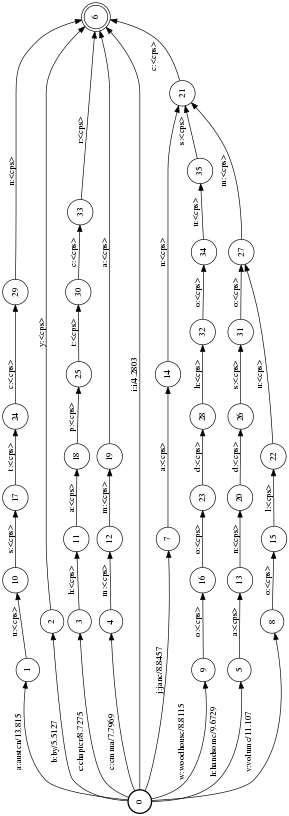 0
a:austen/13.815
1
u:<eps>
10
s:<eps>
17
t:<eps>
24
e:<eps>
29
n:<eps>
6
b:by/5.5127
2
y:<eps>
c:chapter/8.7275
3
h:<eps>
11
a:<eps>
18
p:<eps>
25
t:<eps>
30
e:<eps>
33
r:<eps>
e:emma/7.7969
4
m:<eps>
12
m:<eps>
19
a:<eps>
i:i/4.2803
j:jane/8.8457
7
a:<eps>
14
n:<eps>
21
e:<eps>
w:woodhouse/8.8115
9
o:<eps>
16
o:<eps>
23
d:<eps>
28
h:<eps>
32
o:<eps>
34
u:<eps>
35
s:<eps>
h:handsome/9.6729
5
a:<eps>
13
n:<eps>
20
d:<eps>
26
s:<eps>
31
o:<eps>
27
m:<eps>
v:volume/11.107
8
o:<eps>
15
l:<eps>
22
u:<eps>